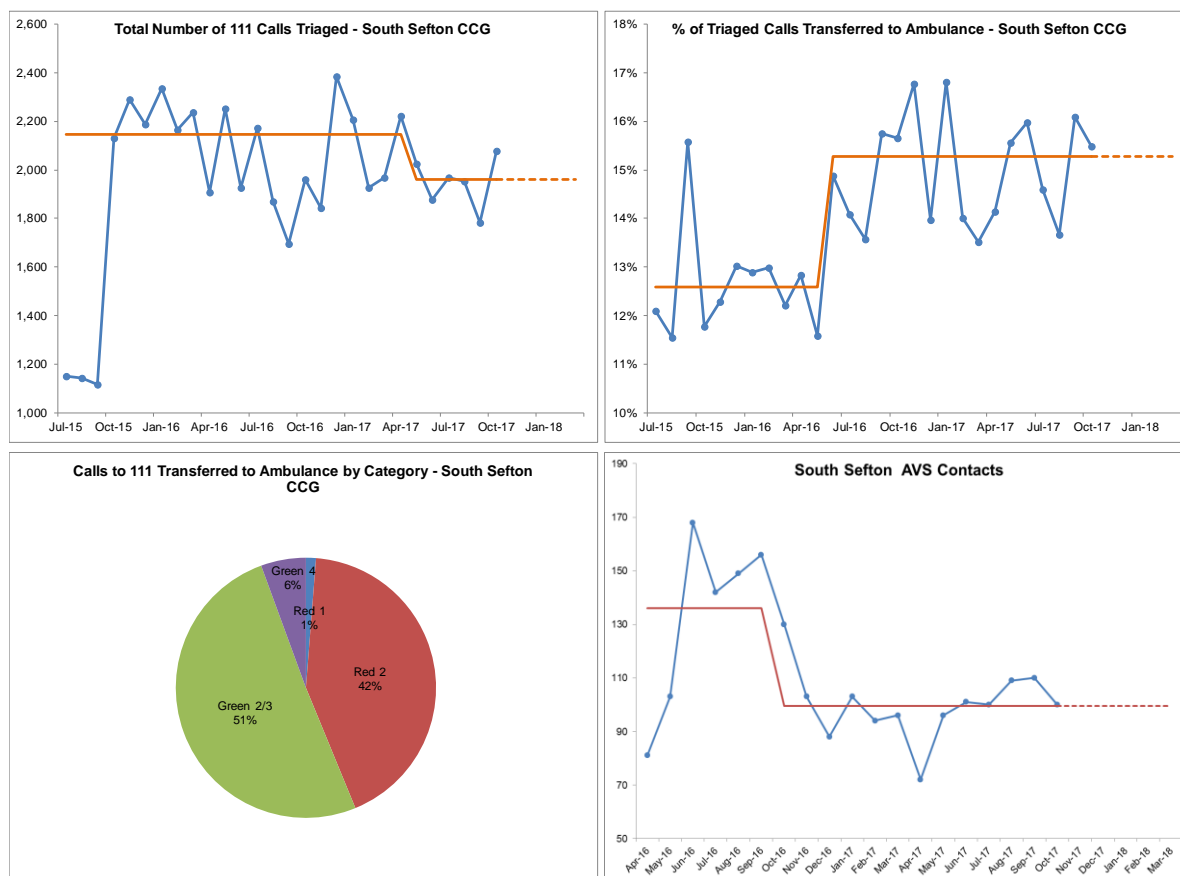 Total Number of 111 Calls Triaged - South Sefton CCG
2,600
2,400
2,200
2,000
1,800
1,600
1,400
1,200
1,000
Jul-15 Oct-15 Jan-16 Apr-16 Jul-16 Oct-16 Jan-17 Apr-17 Jul-17 Oct-17 Jan-18
% of Triaged Calls Transferred to Ambulance - South Sefton CCG
18%
17%
16%
15%
14%
13%
12%
11%
10%
Jul-15 Oct-15 Jan-16 Apr-16 Jul-16 Oct-16 Jan-17 Apr-17 Jul-17 Oct-17 Jan-18
Calls to 111 Transferred to Ambulance by Category - South Sefton
CCG
Green 4
6%
Red 1
1%
Red 2
42%
Green 2/3
51%
South Sefton AVS Contacts
190
170
150
130
110
90
70
50
Apr-16 May-16 Jun-16 Jul-16 Aug-16 Sep-16 Oct-16 Nov-16 Dec-16 Jan-17 Feb-17 Mar-17 Apr-17 May-17 Jun-17 Jul-17 Aug-17 Sep-17 Oct-17 Nov-17 Dec-17 Jan-18 Feb-18 Mar-18